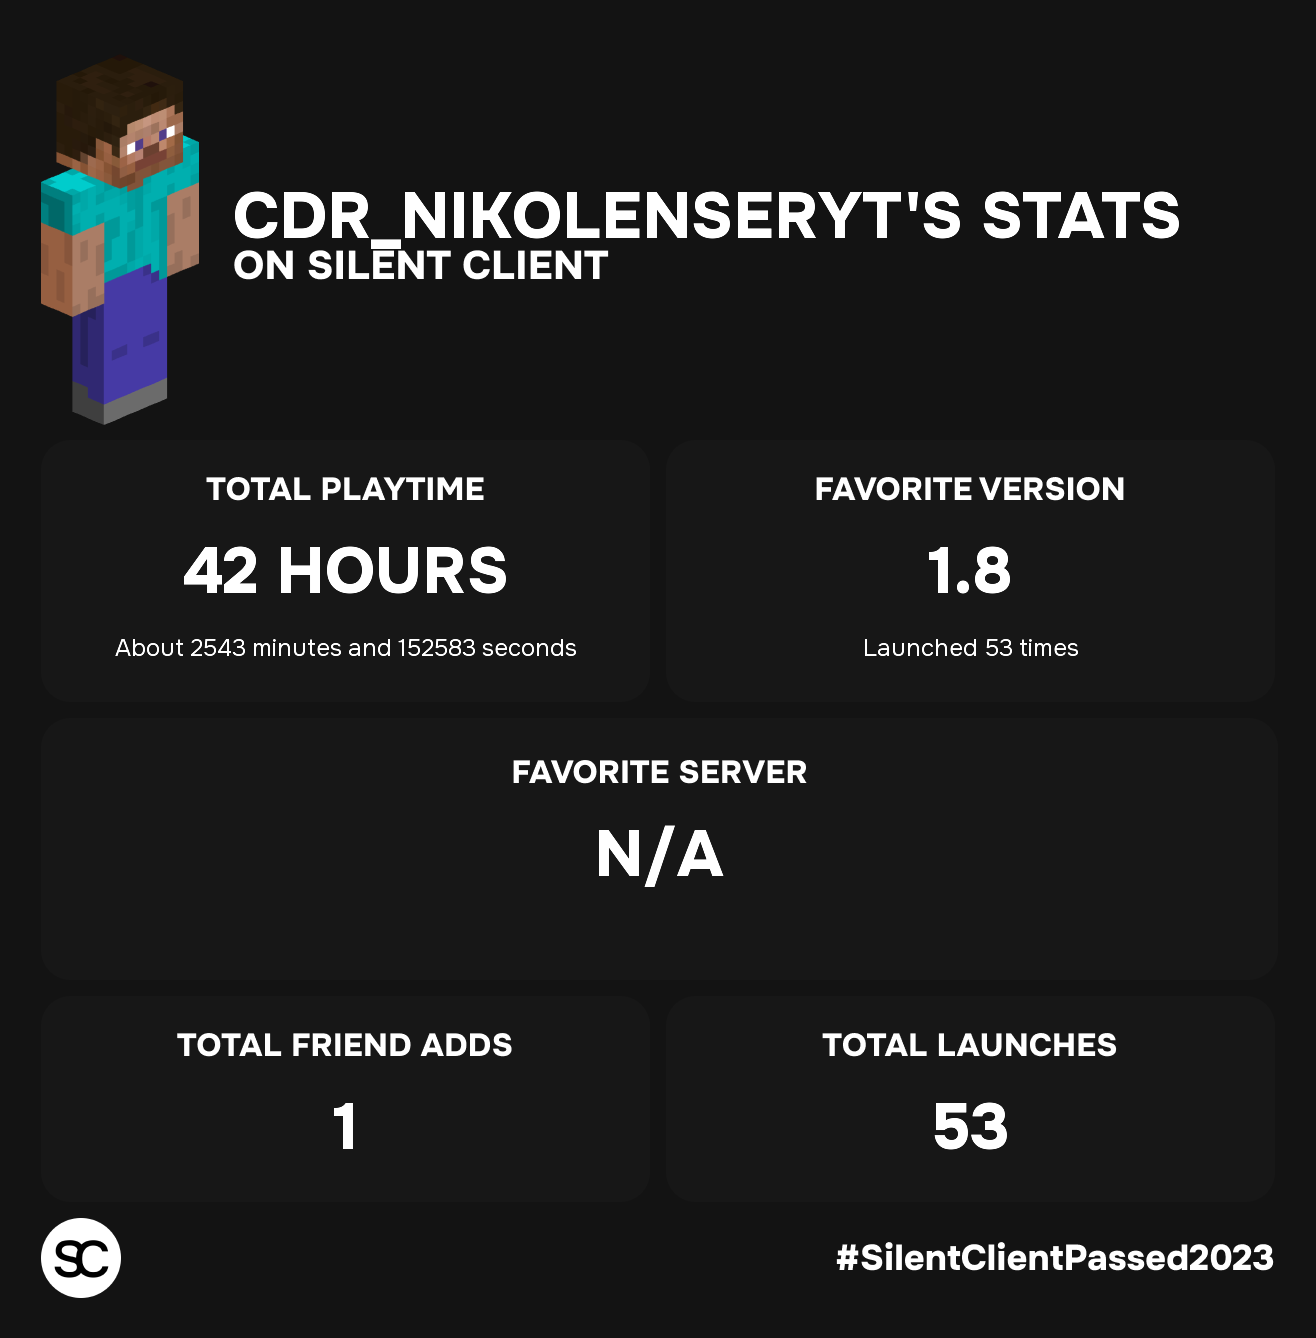 CDR_NIKOLENSERYT'S STATS
ON SILENT CLIENT
TOTAL PLAYTIME
42 HOURS
About 2543 minutes and 152583 seconds
FAVORITE VERSION
1.8
Launched 53 times
FAVORITE SERVER
N/A
TOTAL FRIEND ADDS
1
TOTAL LAUNCHES
53
SC
#SilentClientPassed2023